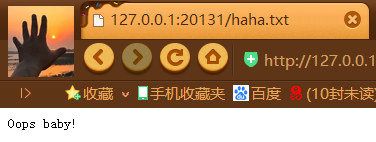 127.0.0.1:20131/haha.txt
http://127.0.0.1
收藏 手机收藏夹 百度 (10封未读)
Oops baby!